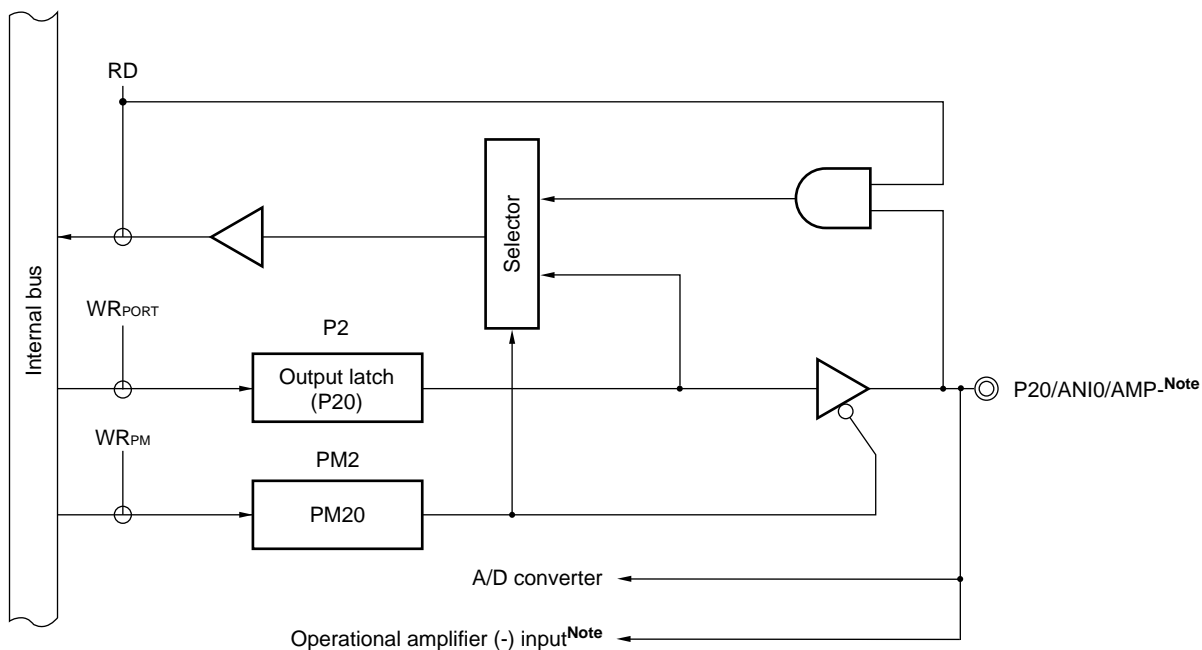 RD
Internal bus
Selector
WRPORT
P2
Output latch
(P20)
P20/ANI0/AMP-Note
WRPM
PM2
PM20
A/D converter
Operational amplifier (-) inputNote